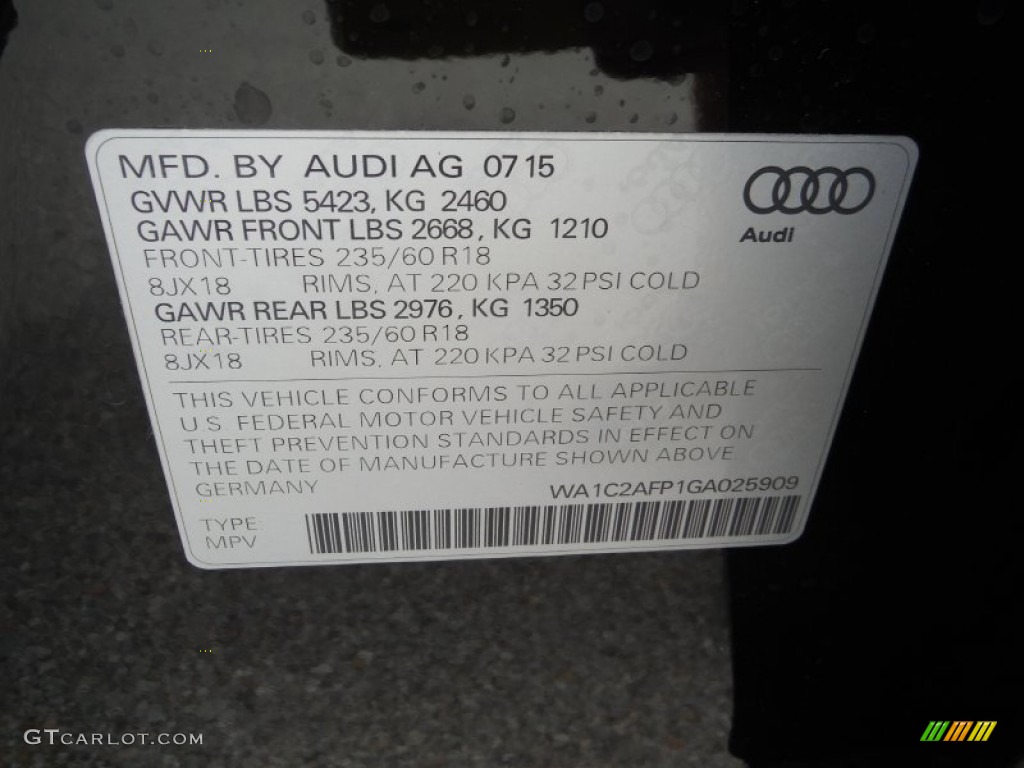 MFD. BY AUDI AG 07 15
GVWR LBS 5423, KG 2460
GAWR FRONT LBS 2668, KG 1210
Audi
FRONT-TIRES 235/60 R18
8JX18 RIMS, AT 220 KPA 32 PSI COLD
GAWR REAR LBS 2976, KG 1350
REAR-TIRES 235/60 R18
8JX18 RIMS, AT 220 KPA 32 PSI COLD
THIS VEHICLE CONFORMS TO ALL APPLICABLE
U.S. FEDERAL MOTOR VEHICLE SAFETY AND
THEFT PREVENTION STANDARDS IN EFFECT ON
THE DATE OF MANUFACTURE SHOWN ABOVE
GERMANY WA1C2AFP1GA025909
TYPE:
MPV
GTCARLOT.COM